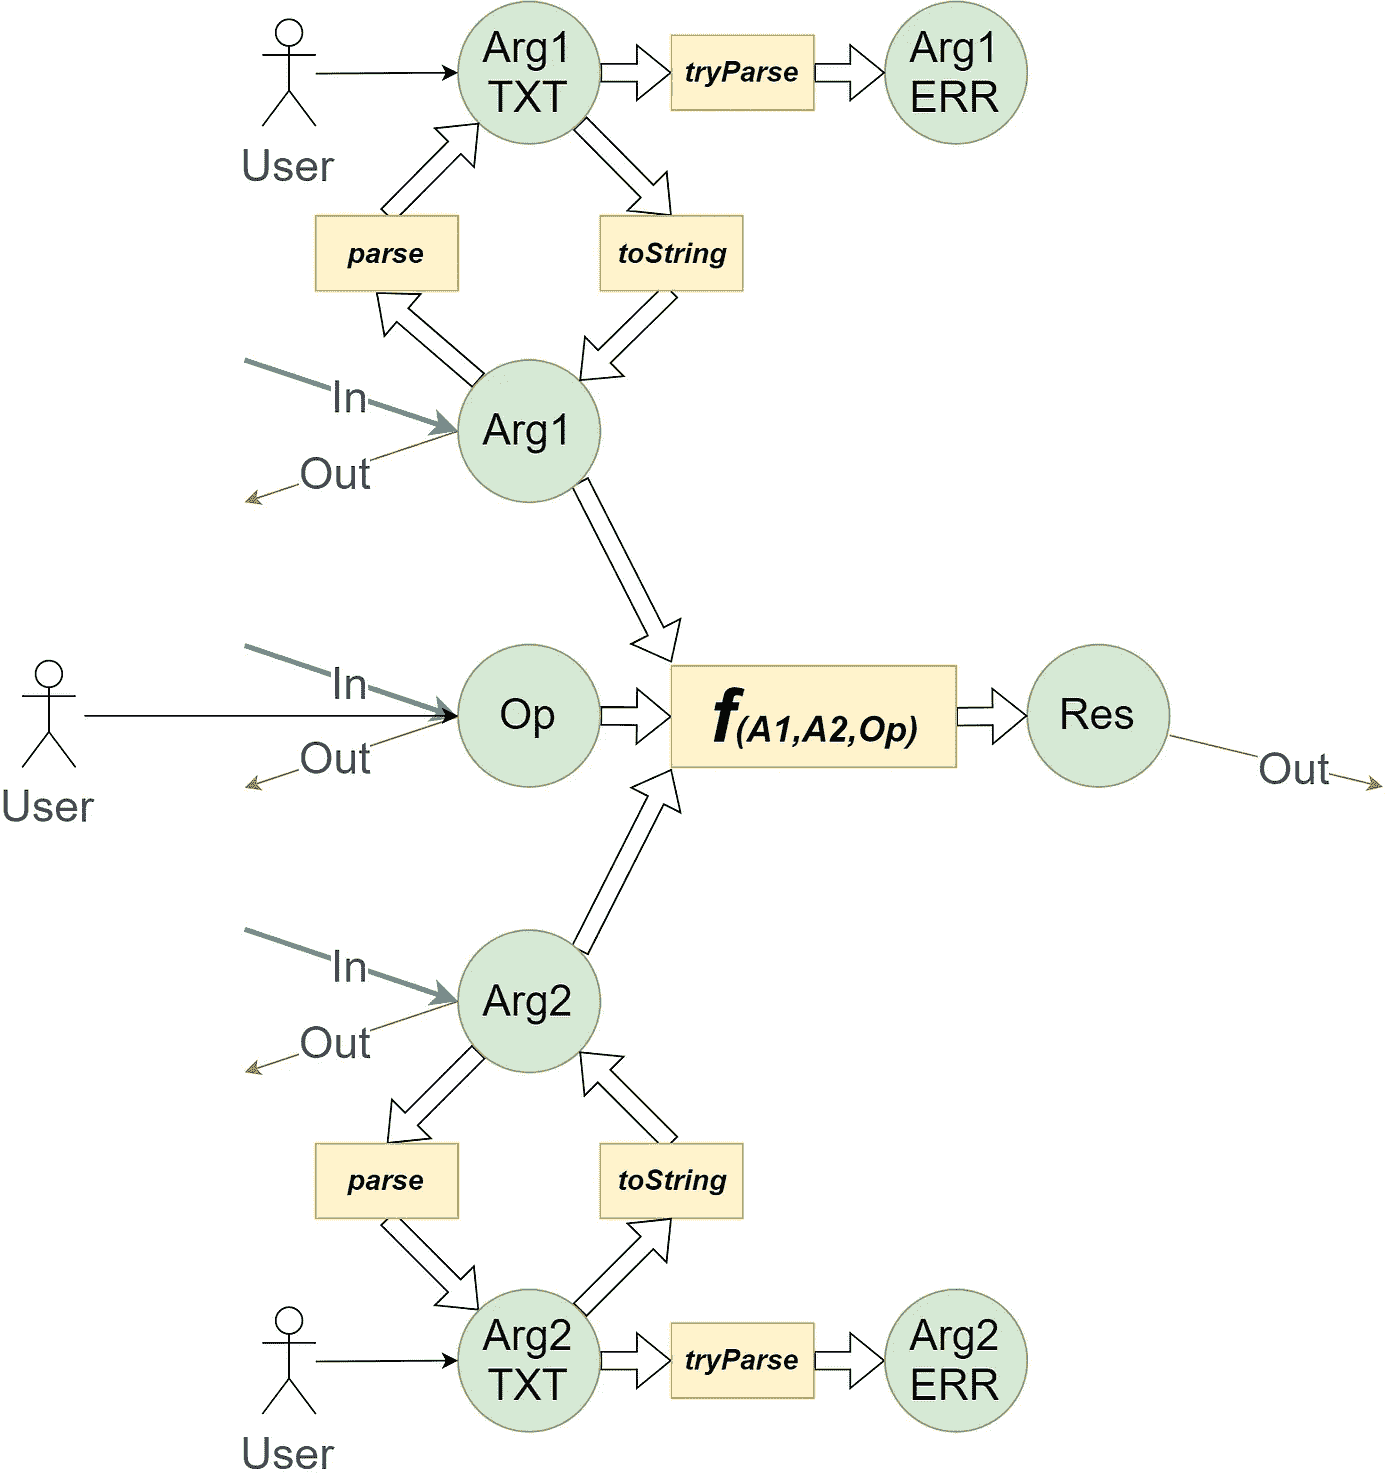 Arg1
TXT
tryParse
Arg1
ERR
User
parse
toString
In
Arg1
Out
In
Op
f(A1,A2,Op)
Res
Out
Out
User
In
Arg2
Out
parse
toString
Arg2
TXT
tryParse
Arg2
ERR
User